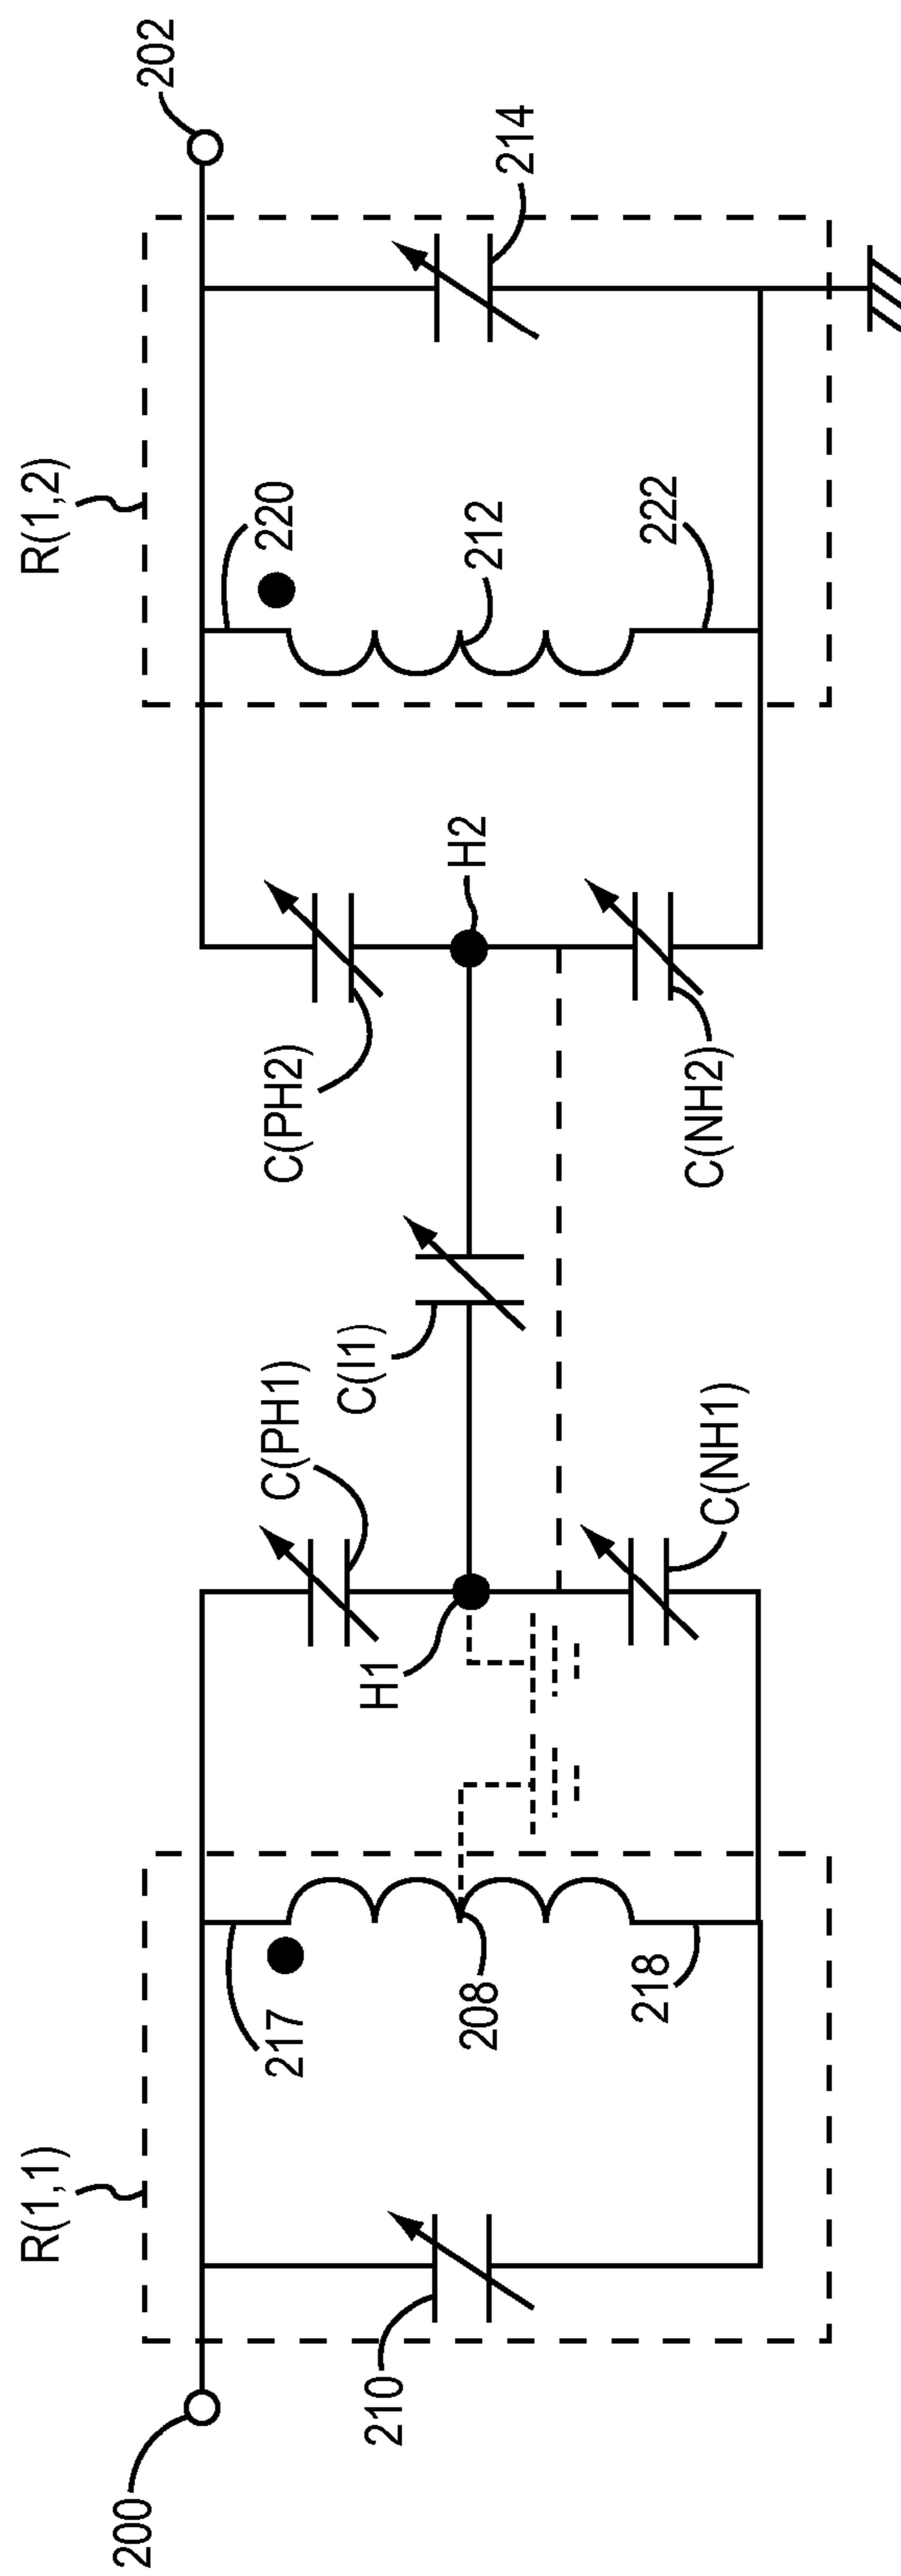 R(1,1)
R(1,2)
200
202
217
220
C(PH1)
C(PH2)
210
214
H1
C(I1)
H2
208
212
218
222
C(NH1)
C(NH2)